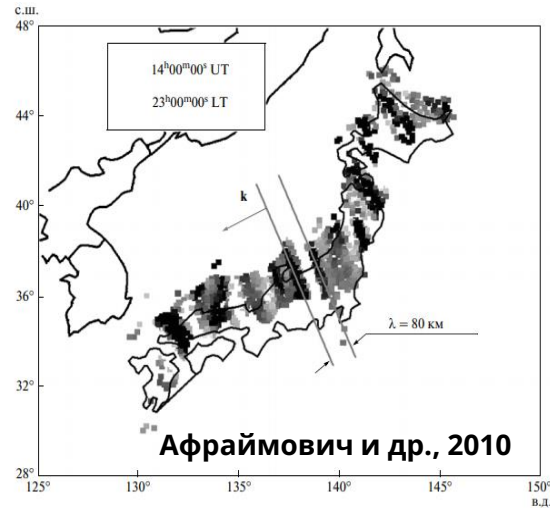 с.ш.
48°
14ʰ00ᵐ00ˢ UT
23ʰ00ᵐ00ˢ LT
44°
40°
k
36°
λ = 80 км
32°
Афраймович и др., 2010
28°
125° 130° 135° 140° 145° 150°
в.д.